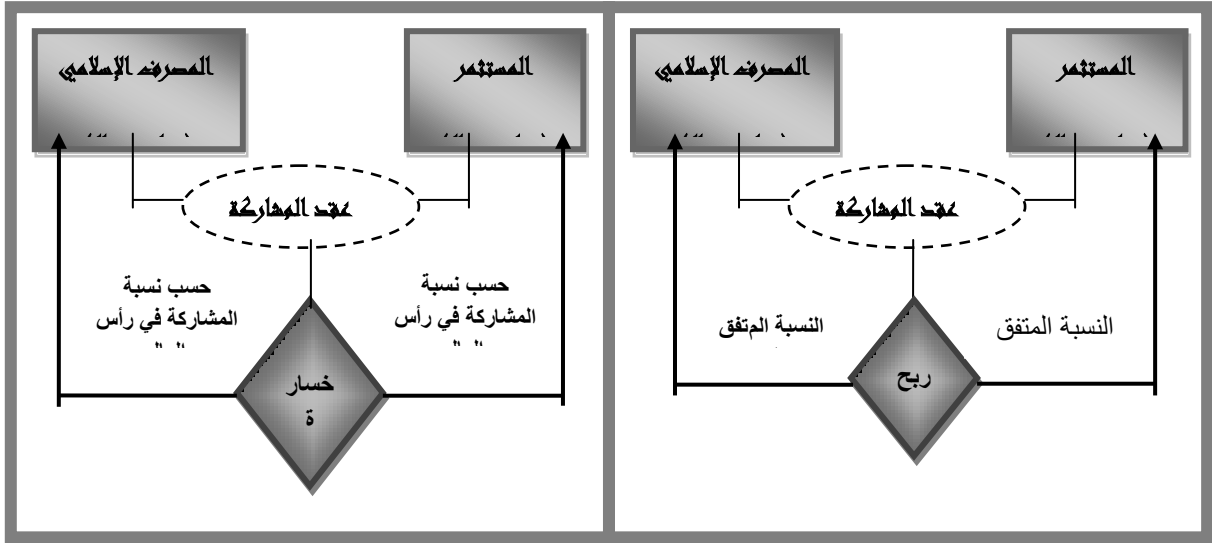 المستثمر
المصرف الإسلامي
عقد المشاركة
النسبة المتفق
النسبة المتفق
ربح
المستثمر
المصرف الإسلامي
عقد المشاركة
حسب نسبة
المشاركة في رأس
حسب نسبة
المشاركة في رأس
خسار
ة